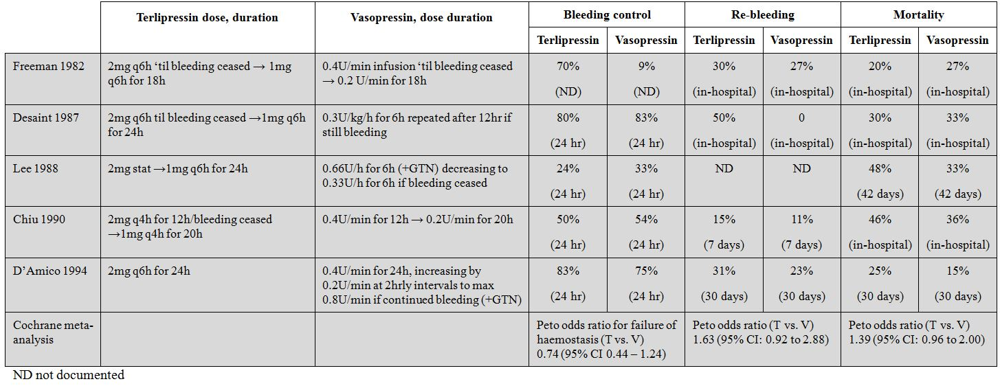 Terlipressin dose, duration
Vasopressin, dose duration
Bleeding control
Re-bleeding
Mortality
Terlipressin
Vasopressin
Terlipressin
Vasopressin
Terlipressin
Vasopressin
Freeman 1982
2mg q6h ‘til bleeding ceased → 1mg
q6h for 18h
0.4U/min infusion ‘til bleeding ceased
→ 0.2 U/min for 18h
70%
(ND)
9%
(ND)
30%
(in-hospital)
27%
(in-hospital)
20%
(in-hospital)
27%
(in-hospital)
Desaint 1987
2mg q6h til bleeding ceased →1mg q6h
for 24h
0.3U/kg/h for 6h repeated after 12hr if
still bleeding
80%
(24 hr)
83%
(24 hr)
50%
(in-hospital)
0
(in-hospital)
30%
(in-hospital)
33%
(in-hospital)
Lee 1988
2mg stat →1mg q6h for 24h
0.66U/h for 6h (+GTN) decreasing to
0.33U/h for 6h if bleeding ceased
24%
(24 hr)
33%
(24 hr)
ND
ND
48%
(42 days)
33%
(42 days)
Chiu 1990
2mg q4h for 12h/bleeding ceased
→1mg q4h for 20h
0.4U/min for 12h → 0.2U/min for 20h
50%
(24 hr)
54%
(24 hr)
15%
(7 days)
11%
(7 days)
46%
(in-hospital)
36%
(in-hospital)
D’Amico 1994
2mg q6h for 24h
0.4U/min for 24h, increasing by
0.2U/min at 2hrly intervals to max
0.8U/min if continued bleeding (+GTN)
83%
(24 hr)
75%
(24 hr)
31%
(30 days)
23%
(30 days)
25%
(30 days)
15%
(30 days)
Cochrane meta-
analysis
Peto odds ratio for failure of
haemostasis (T vs. V)
0.74 (95% CI 0.44 – 1.24)
Peto odds ratio (T vs. V)
1.63 (95% CI: 0.92 to 2.88)
Peto odds ratio (T vs. V)
1.39 (95% CI: 0.96 to 2.00)
ND not documented